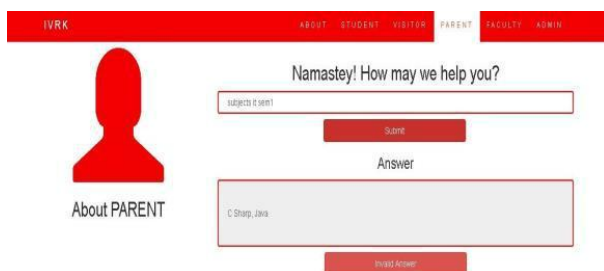 IVRK ABOUT STUDENT VISITOR PARENT FACULTY ADMIN
Namastey! How may we help you?
subjects it sem1
Submit
Answer
About PARENT
C Sharp, Java
Invalid Answer